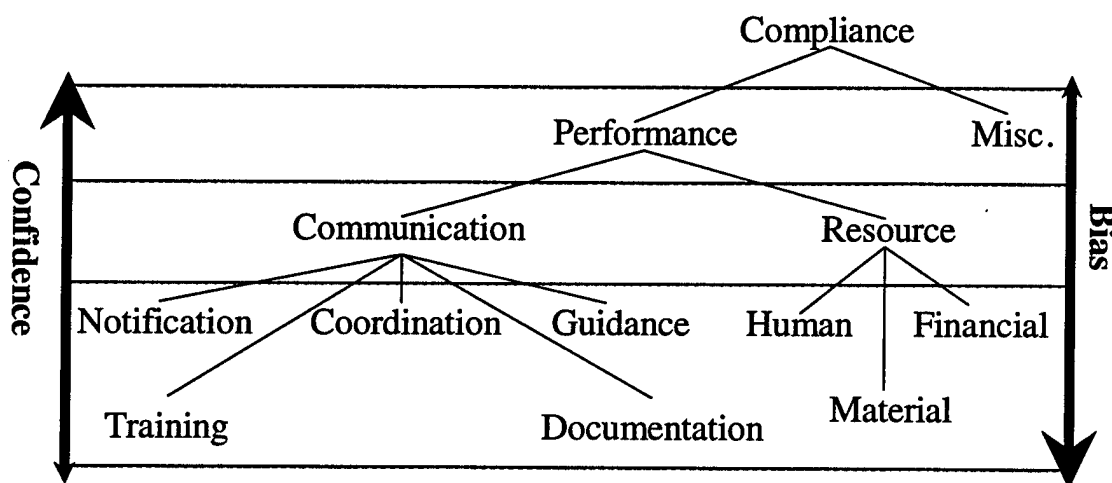 Compliance
Performance
Misc.
Confidence
Bias
Communication
Resource
Notification
Coordination
Guidance
Human
Financial
Training
Documentation
Material